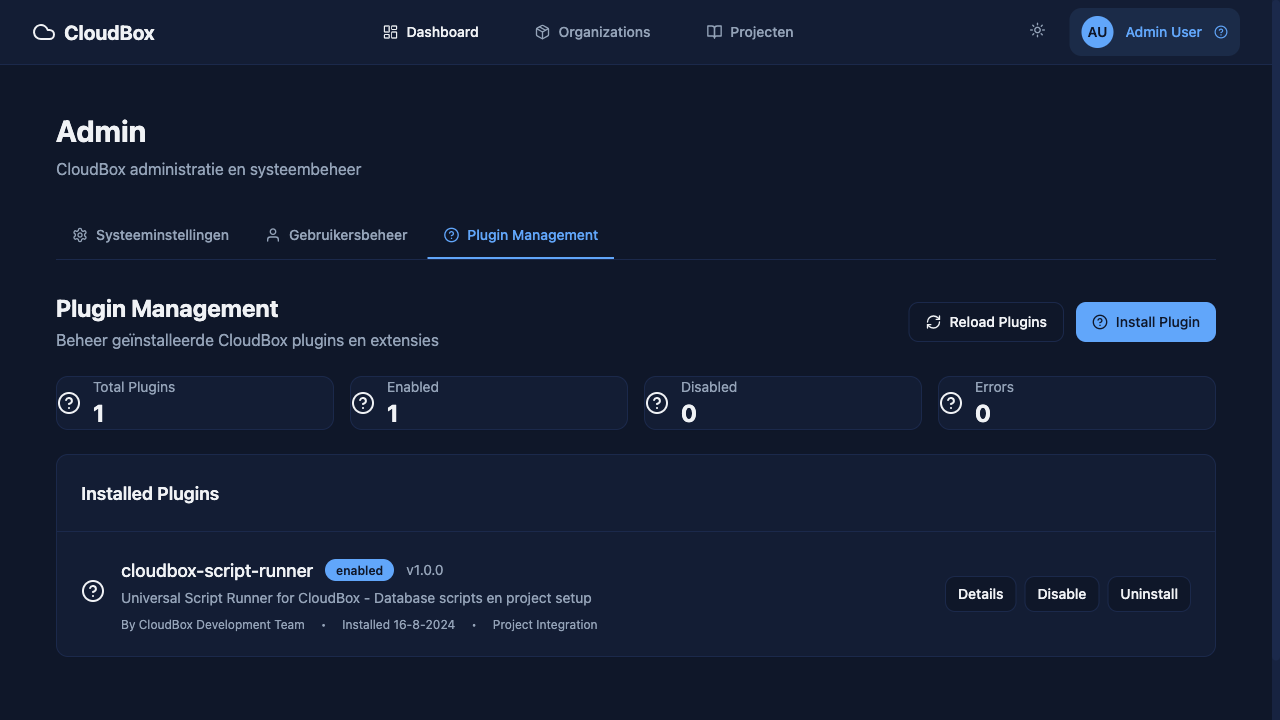 CloudBox
Dashboard
Organizations
Projecten
AU
Admin User
Admin
CloudBox administratie en systeembeheer
Systeeminstellingen
Gebruikersbeheer
Plugin Management
Plugin Management
Beheer geïnstalleerde CloudBox plugins en extensies
Reload Plugins
Install Plugin
Total Plugins
1
Enabled
1
Disabled
0
Errors
0
Installed Plugins
cloudbox-script-runner
enabled
v1.0.0
Universal Script Runner for CloudBox - Database scripts en project setup
By CloudBox Development Team • Installed 16-8-2024 • Project Integration
Details
Disable
Uninstall